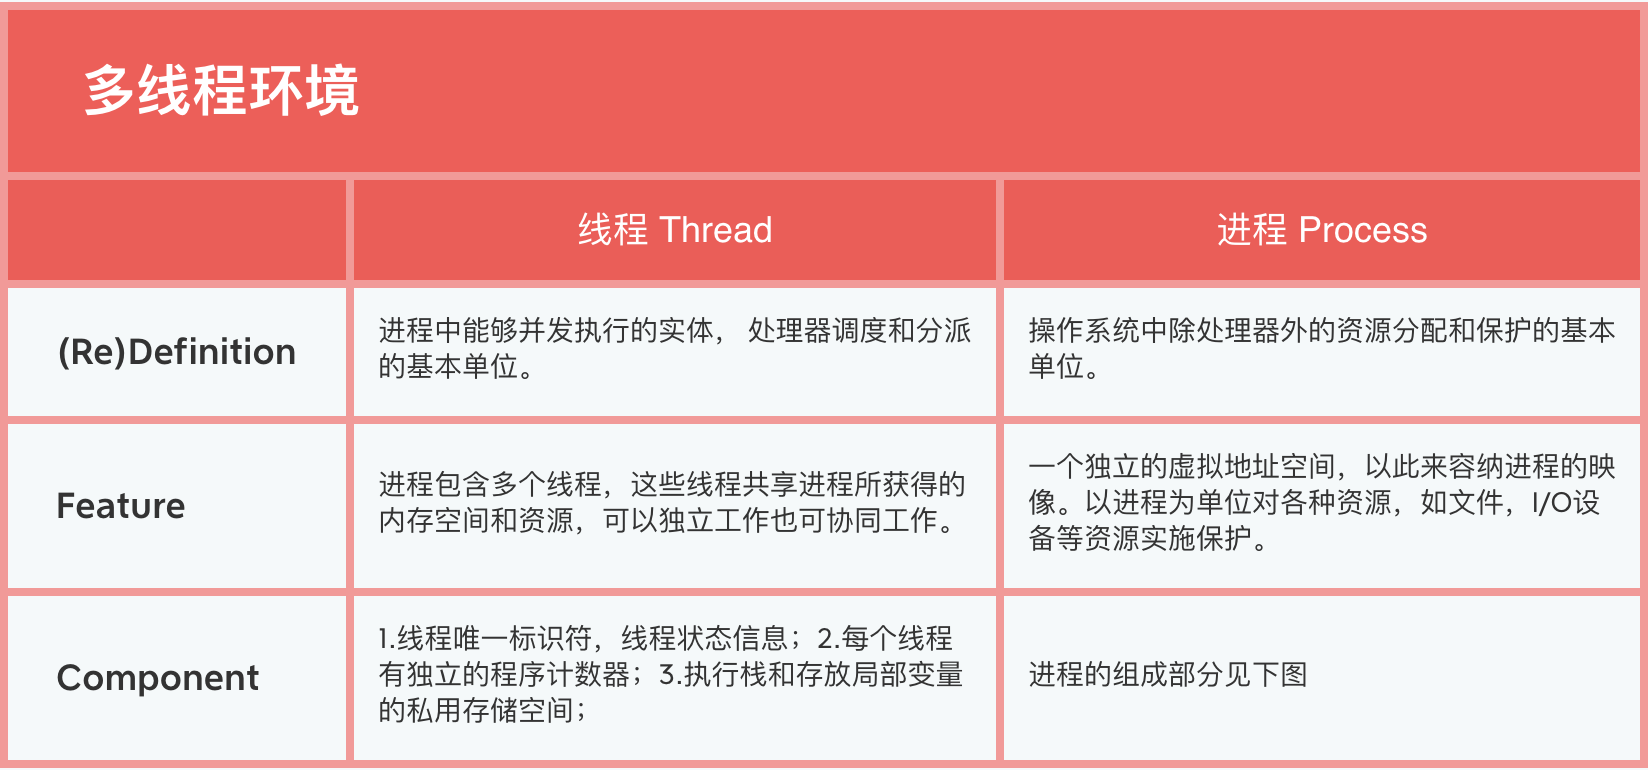 多线程环境
线程 Thread
进程 Process
(Re)Definition
进程中能够并发执行的实体， 处理器调度和分派
的基本单位。
操作系统中除处理器外的资源分配和保护的基本
单位。
Feature
进程包含多个线程，这些线程共享进程所获得的
内存空间和资源，可以独立工作也可协同工作。
一个独立的虚拟地址空间，以此来容纳进程的映
像。以进程为单位对各种资源，如文件，I/O设
备等资源实施保护。
Component
1.线程唯一标识符，线程状态信息；2.每个线程
有独立的程序计数器；3.执行栈和存放局部变量
的私用存储空间；
进程的组成部分见下图